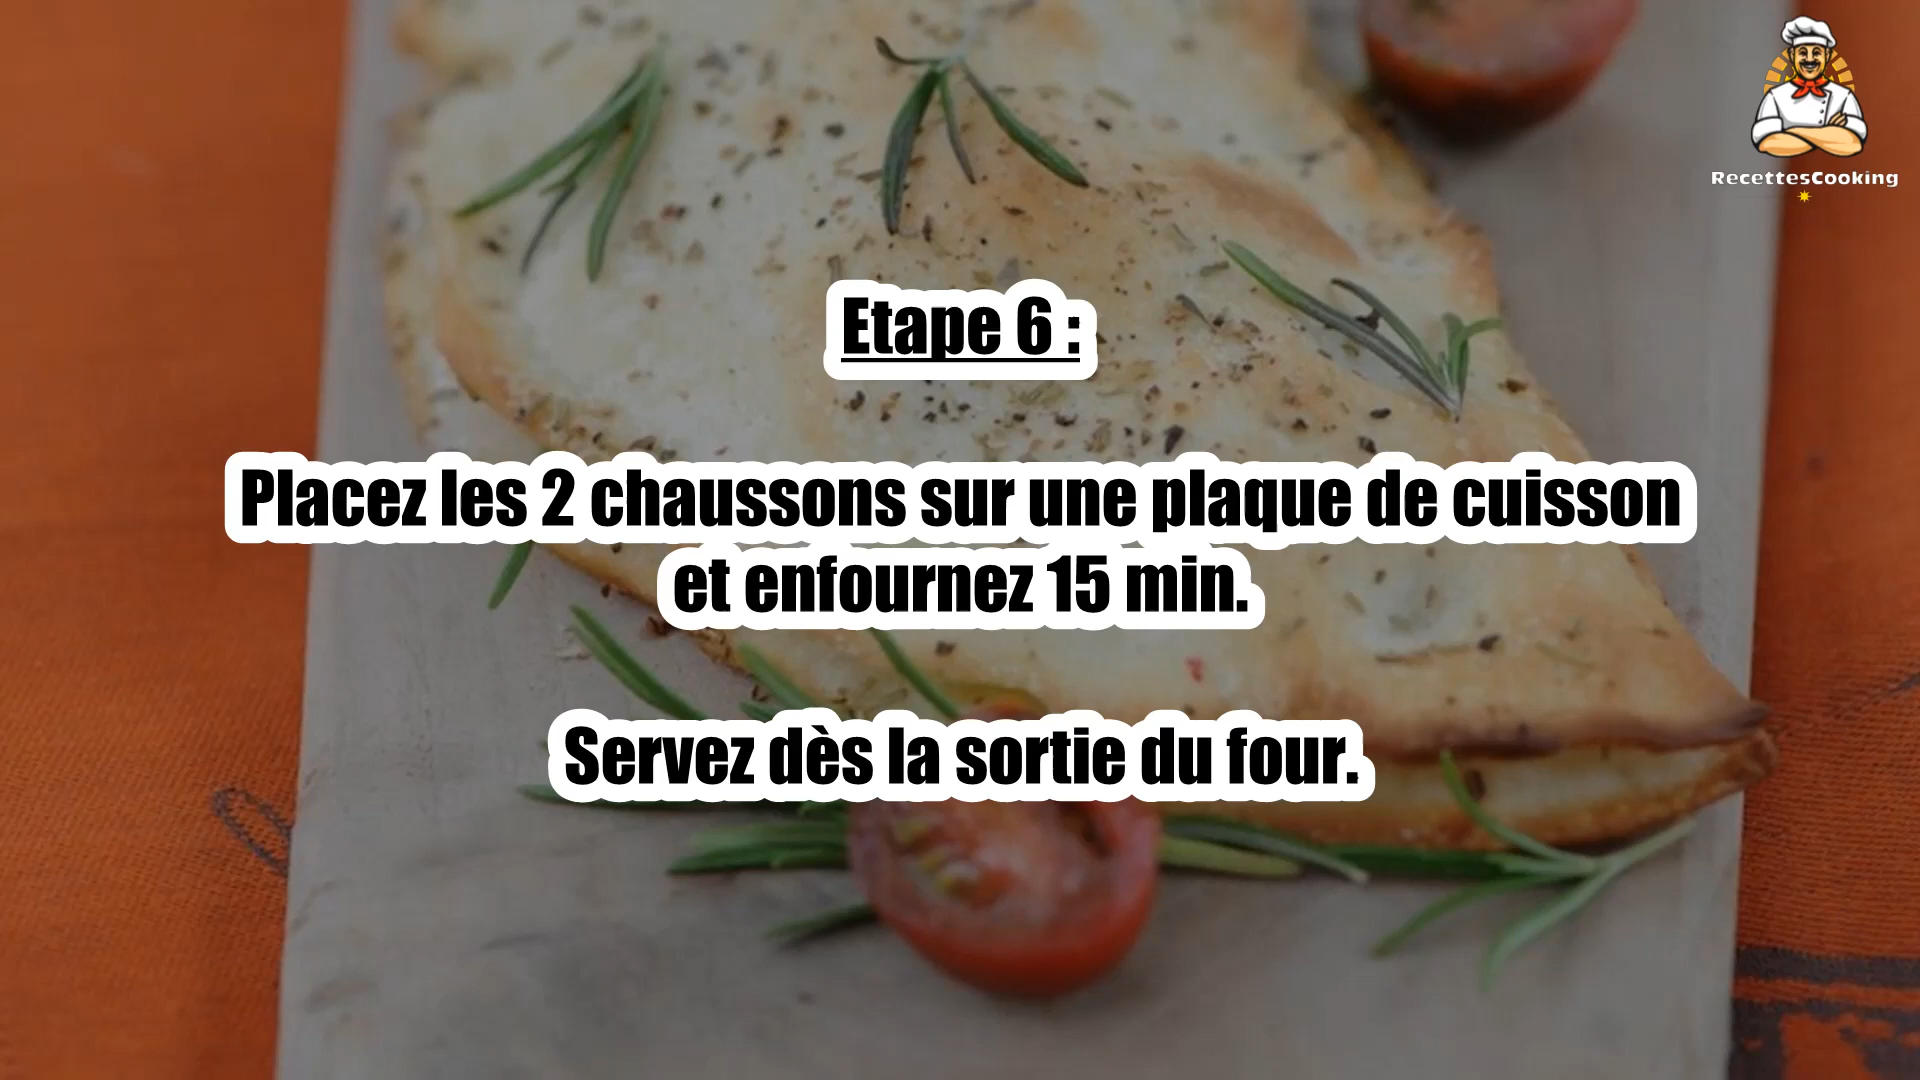 RecettesCooking
Etape 6 :
Placez les 2 chaussons sur une plaque de cuisson
et enfournez 15 min.
Servez dès la sortie du four.